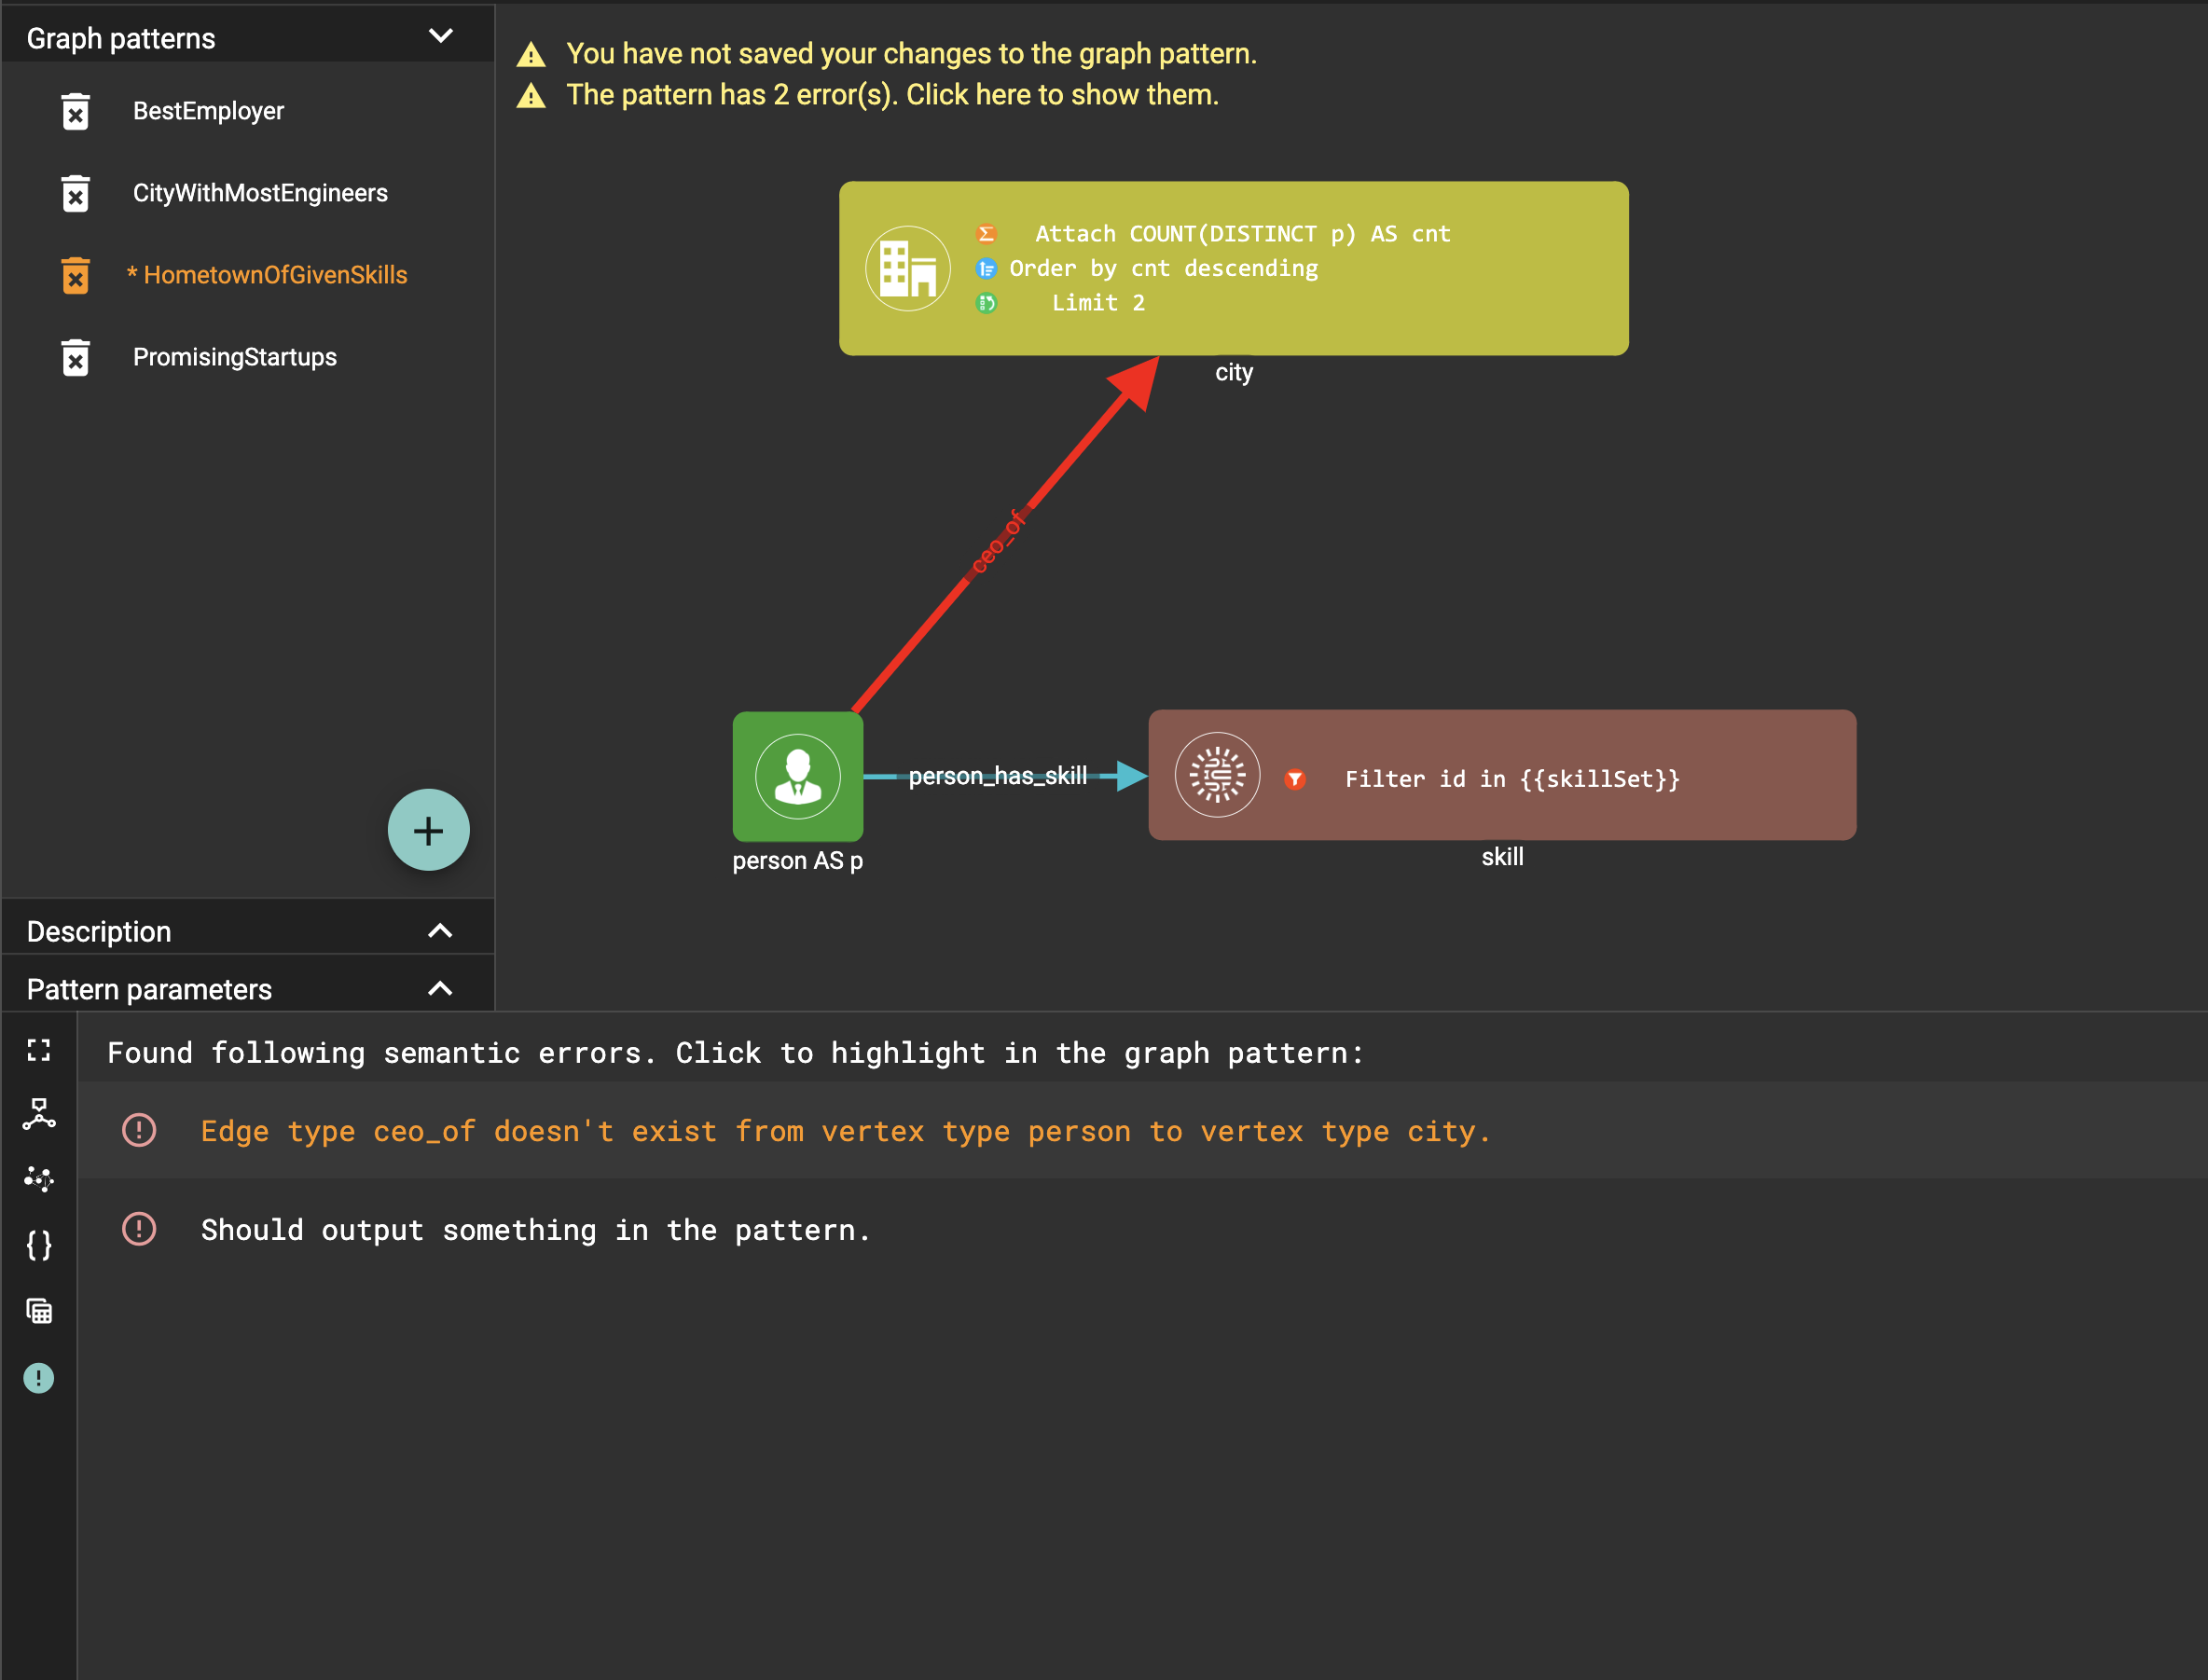 Graph patterns
BestEmployer
CityWithMostEngineers
* HometownOfGivenSkills
PromisingStartups
Description
Pattern parameters
You have not saved your changes to the graph pattern.
The pattern has 2 error(s). Click here to show them.
Attach COUNT(DISTINCT p) AS cnt
Order by cnt descending
Limit 2
city
ceo_of
person_has_skill
person AS p
Filter id in {{skillSet}}
skill
Found following semantic errors. Click to highlight in the graph pattern:
Edge type ceo_of doesn't exist from vertex type person to vertex type city.
Should output something in the pattern.